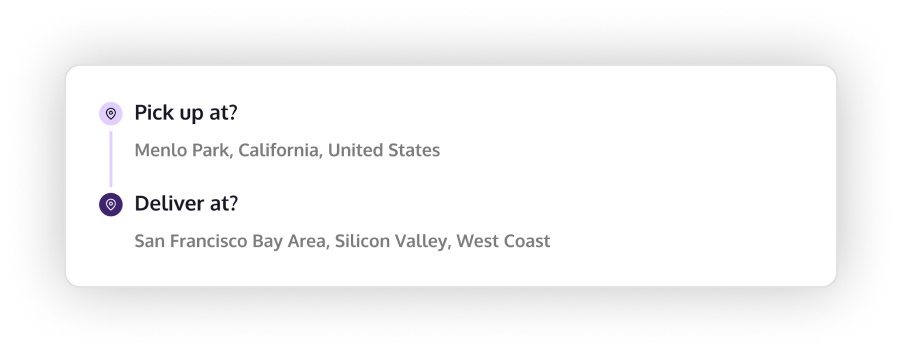 Pick up at?
Menlo Park, California, United States
Deliver at?
San Francisco Bay Area, Silicon Valley, West Coast